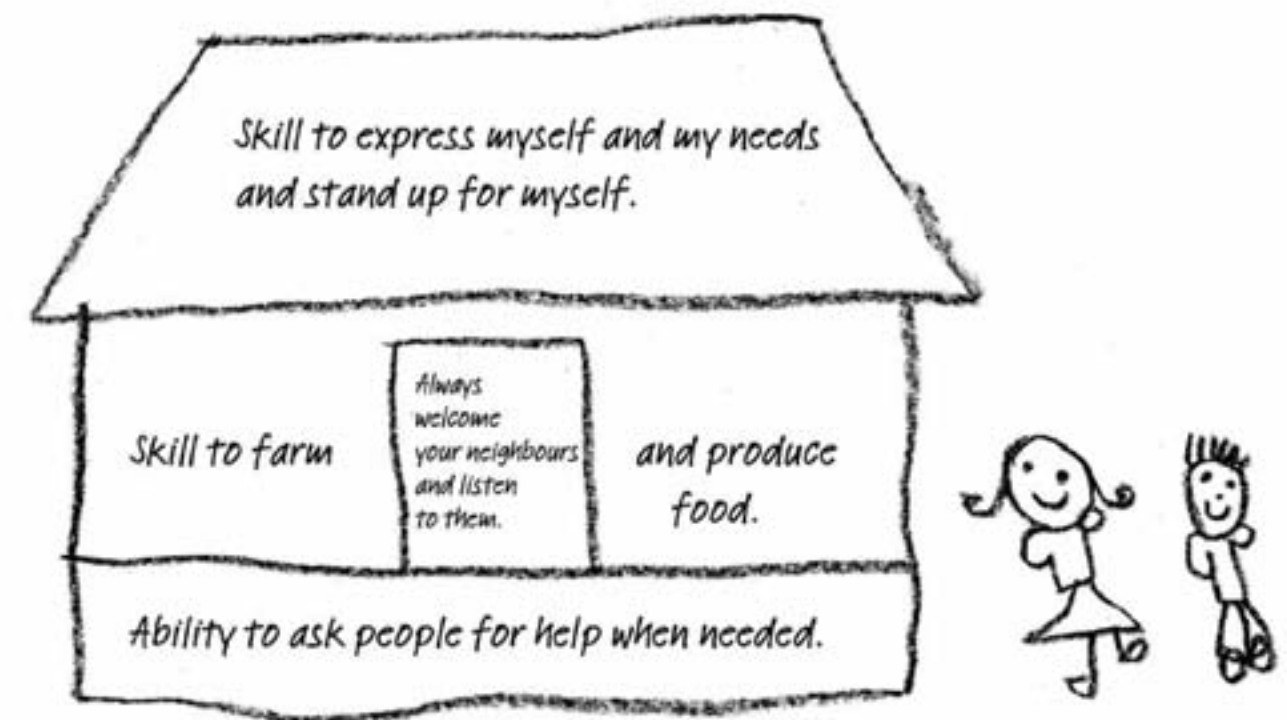 Skill to express myself and my needs
and stand up for myself.
Skill to farm
Always
welcome
your neighbours
and listen
to them.
and produce
food.
Ability to ask people for help when needed.